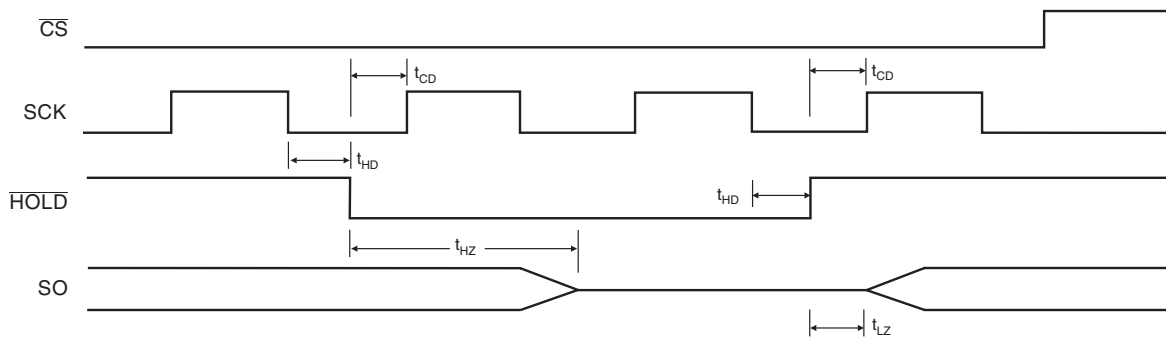 CS
t_CD t_CD
SCK
t_HD
HOLD t_HD
t_HZ
SO
t_LZ